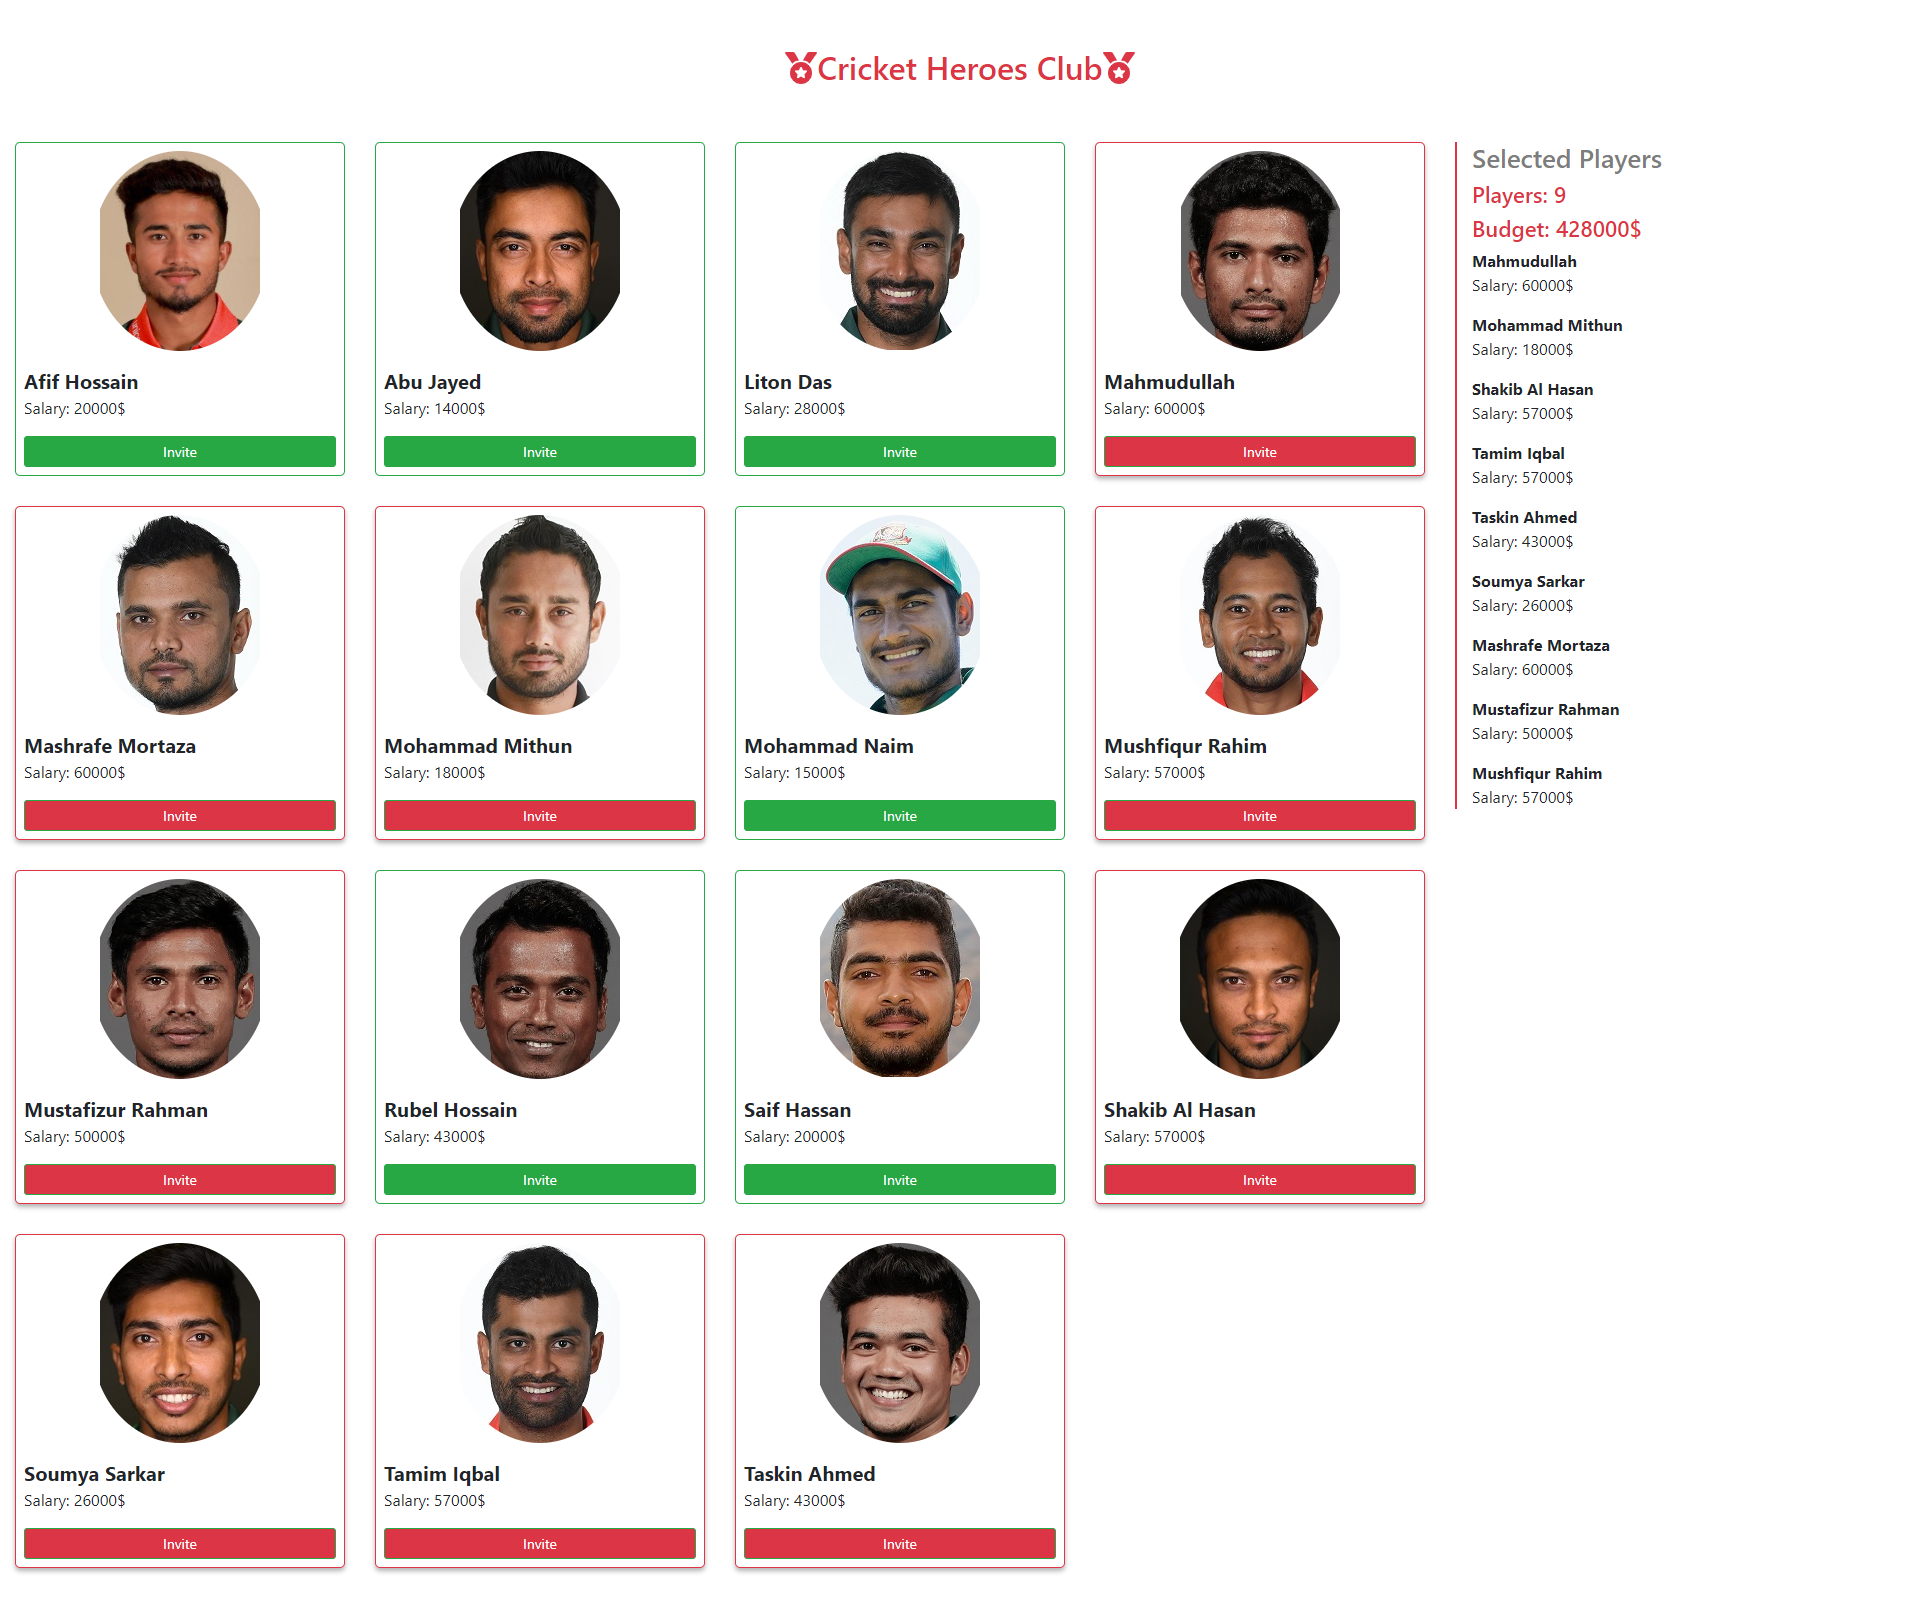 Cricket Heroes Club
Afif Hossain
Salary: 20000$
Invite
Abu Jayed
Salary: 14000$
Invite
Liton Das
Salary: 28000$
Invite
Mahmudullah
Salary: 60000$
Invite
Mashrafe Mortaza
Salary: 60000$
Invite
Mohammad Mithun
Salary: 18000$
Invite
Mohammad Naim
Salary: 15000$
Invite
Mushfiqur Rahim
Salary: 57000$
Invite
Mustafizur Rahman
Salary: 50000$
Invite
Rubel Hossain
Salary: 43000$
Invite
Saif Hassan
Salary: 20000$
Invite
Shakib Al Hasan
Salary: 57000$
Invite
Soumya Sarkar
Salary: 26000$
Invite
Tamim Iqbal
Salary: 57000$
Invite
Taskin Ahmed
Salary: 43000$
Invite
Selected Players
Players: 9
Budget: 428000$
Mahmudullah
Salary: 60000$
Mohammad Mithun
Salary: 18000$
Shakib Al Hasan
Salary: 57000$
Tamim Iqbal
Salary: 57000$
Taskin Ahmed
Salary: 43000$
Soumya Sarkar
Salary: 26000$
Mashrafe Mortaza
Salary: 60000$
Mustafizur Rahman
Salary: 50000$
Mushfiqur Rahim
Salary: 57000$